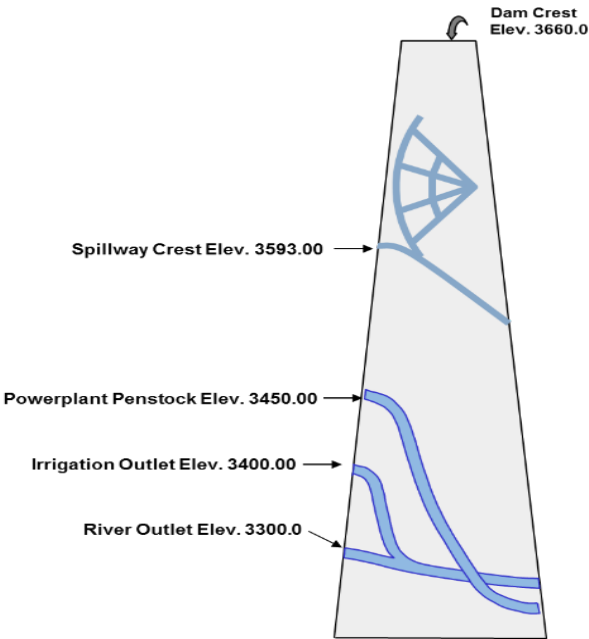 Dam Crest
Elev. 3660.0
Spillway Crest Elev. 3593.00
Powerplant Penstock Elev. 3450.00
Irrigation Outlet Elev. 3400.00
River Outlet Elev. 3300.0